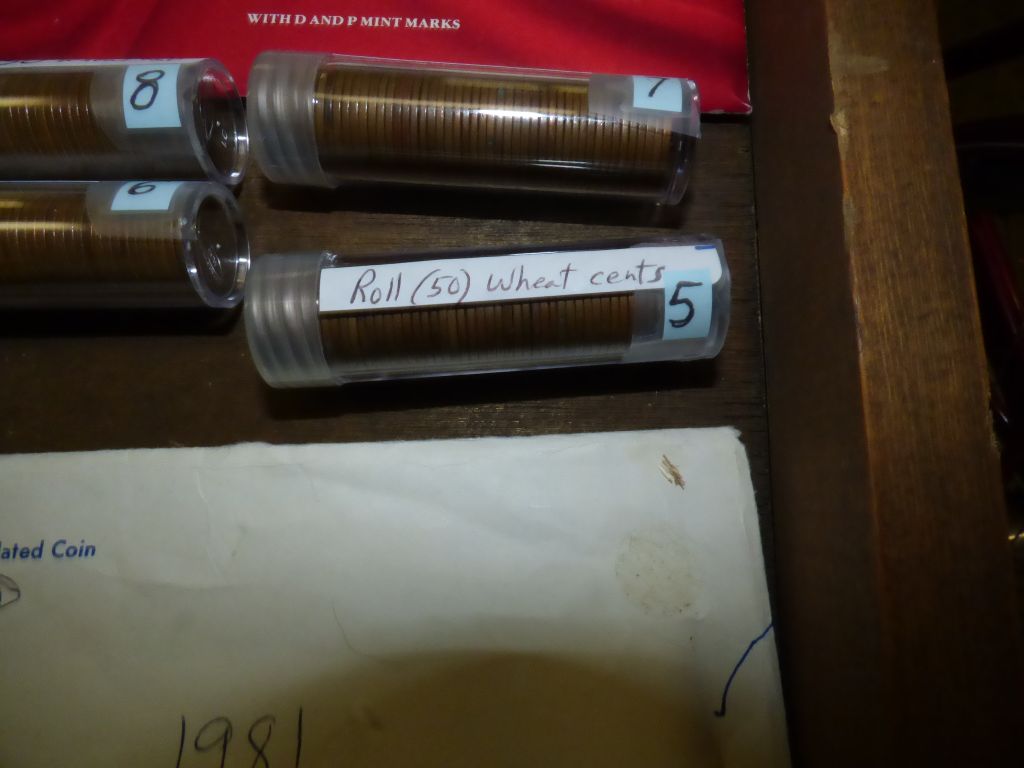 WITH D AND P MINT MARKS
8
7
6
Roll (50) Wheat cents
5
lated Coin
1981